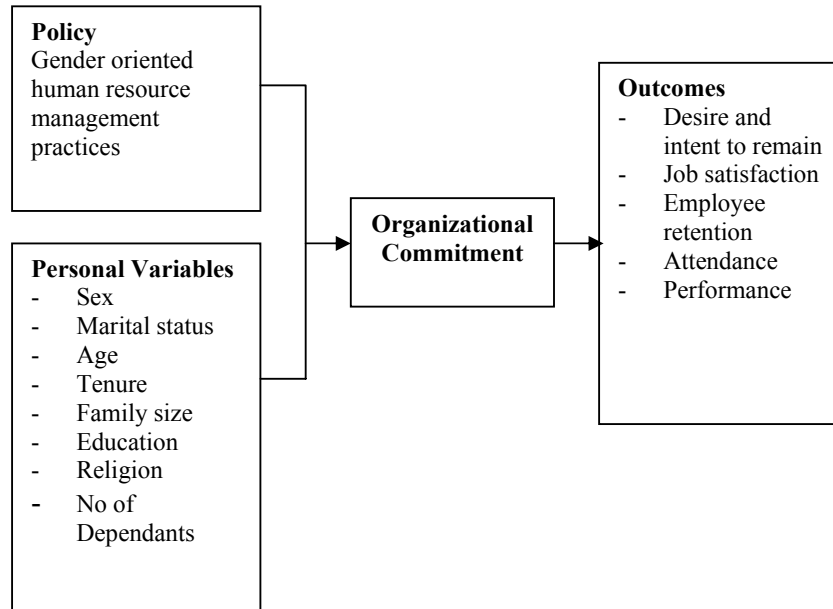 Policy
Gender oriented
human resource
management
practices
Personal Variables
- Sex
- Marital status
- Age
- Tenure
- Family size
- Education
- Religion
- No of
Dependants
Organizational
Commitment
Outcomes
- Desire and
intent to remain
- Job satisfaction
- Employee
retention
- Attendance
- Performance